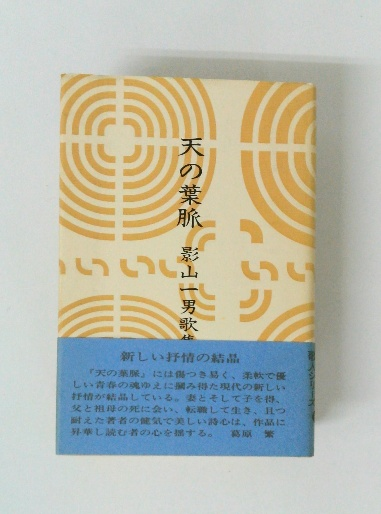 天の葉脈
影山一男歌集
新しい抒情の結晶
『天の葉脈』には傷つき易く、柔軟で優
しい青春の魂ゆえに摑み得た現代の新しい
抒情が結晶している。妻とそして子を得、
父と祖母の死に会い、転職して生き、且つ
耐えた著者の健気で美しい詩心は、作品に
昇華し読む者の心を揺する。 葛原 繁